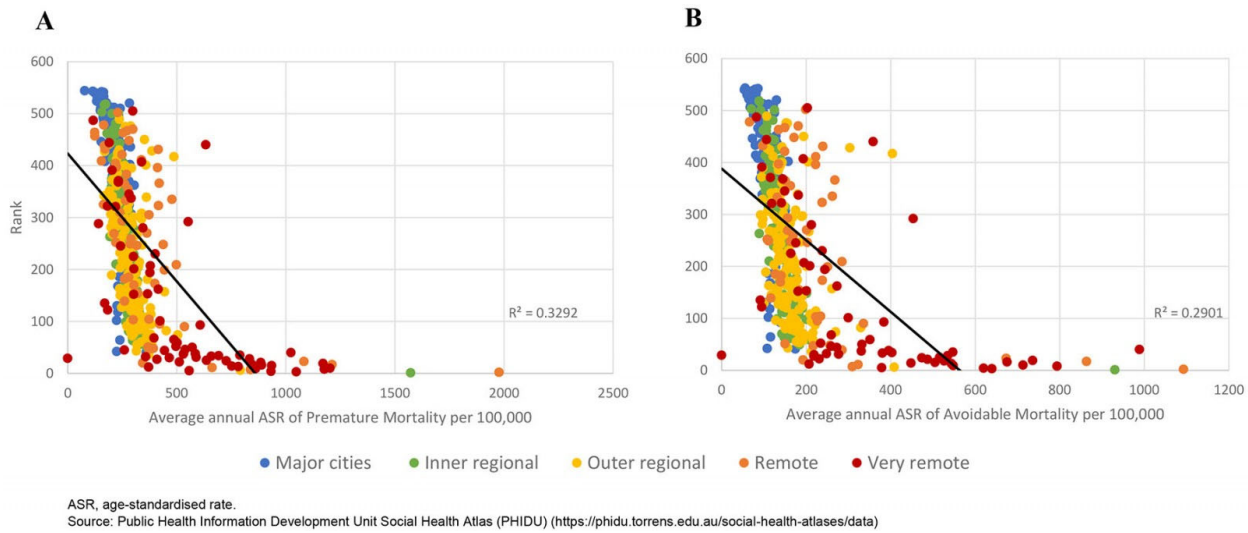 A
B
600
500
400
300
200
100
0
Rank
R² = 0.3292
0
500
1000
1500
2000
2500
Average annual ASR of Premature Mortality per 100,000
600
500
400
300
200
100
0
R² = 0.2901
0
200
400
600
800
1000
1200
Average annual ASR of Avoidable Mortality per 100,000
Major cities
Inner regional
Outer regional
Remote
Very remote
ASR, age-standardised rate.
Source: Public Health Information Development Unit Social Health Atlas (PHIDU) (https://phidu.torrens.edu.au/social-health-atlases/data)